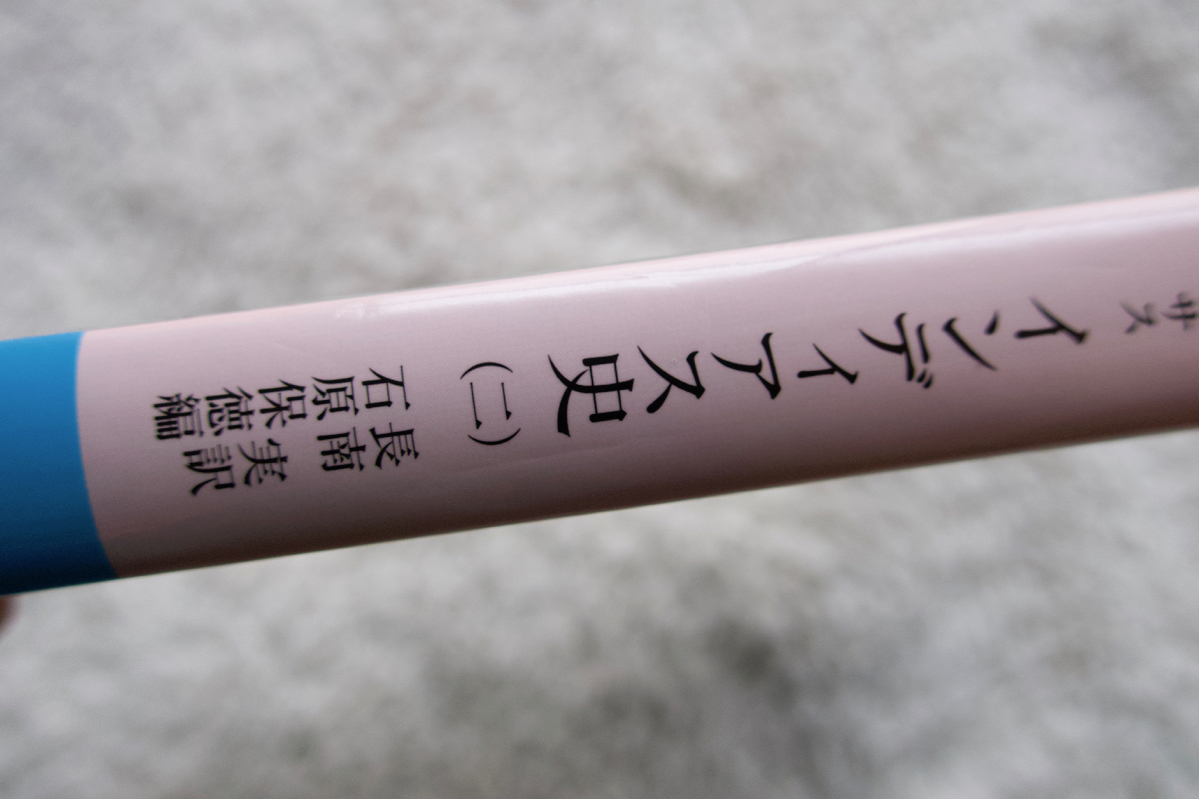 サス
インディアス史(二)
長南 実訳
石原保徳編